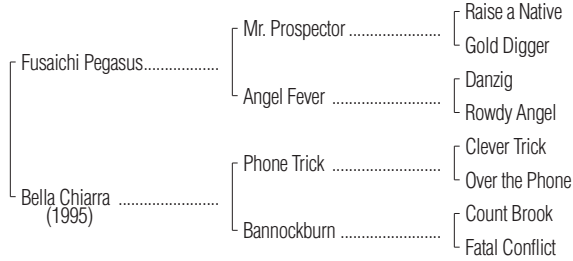 Raise a Native
Mr. Prospector ........................
Gold Digger
Fusaichi Pegasus...................
Danzig
Angel Fever ............................
Rowdy Angel
Clever Trick
Phone Trick ............................
Over the Phone
Bella Chiarra .........................
(1995)
Count Brook
Bannockburn ..........................
Fatal Conflict